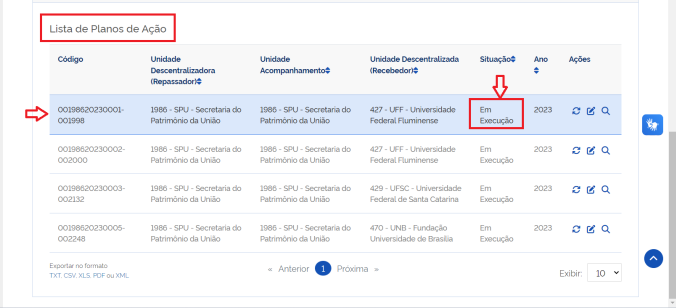 Lista de Planos de Ação
Código
Unidade
Descentralizadora
(Repassador)
Unidade
Acompanhamento
Unidade Descentralizada
(Recebedor)
Situação
Ano
Ações
00198620230001-
001998
1986 - SPU - Secretaria do
Patrimônio da União
1986 - SPU - Secretaria do
Patrimônio da União
427 - UFF - Universidade
Federal Fluminense
Em
Execução
2023
00198620230002-
002000
1986 - SPU - Secretaria do
Patrimônio da União
1986 - SPU - Secretaria do
Patrimônio da União
427 - UFF - Universidade
Federal Fluminense
Em
Execução
2023
00198620230003-
002132
1986 - SPU - Secretaria do
Patrimônio da União
1986 - SPU - Secretaria do
Patrimônio da União
429 - UFSC - Universidade
Federal de Santa Catarina
Em
Execução
2023
00198620230005-
002248
1986 - SPU - Secretaria do
Patrimônio da União
1986 - SPU - Secretaria do
Patrimônio da União
470 - UNB - Fundação
Universidade de Brasília
Em
Execução
2023
Exportar no formato
TXT, CSV, XLS, PDF ou XML
« Anterior 1 Próxima »
Exibir: 10